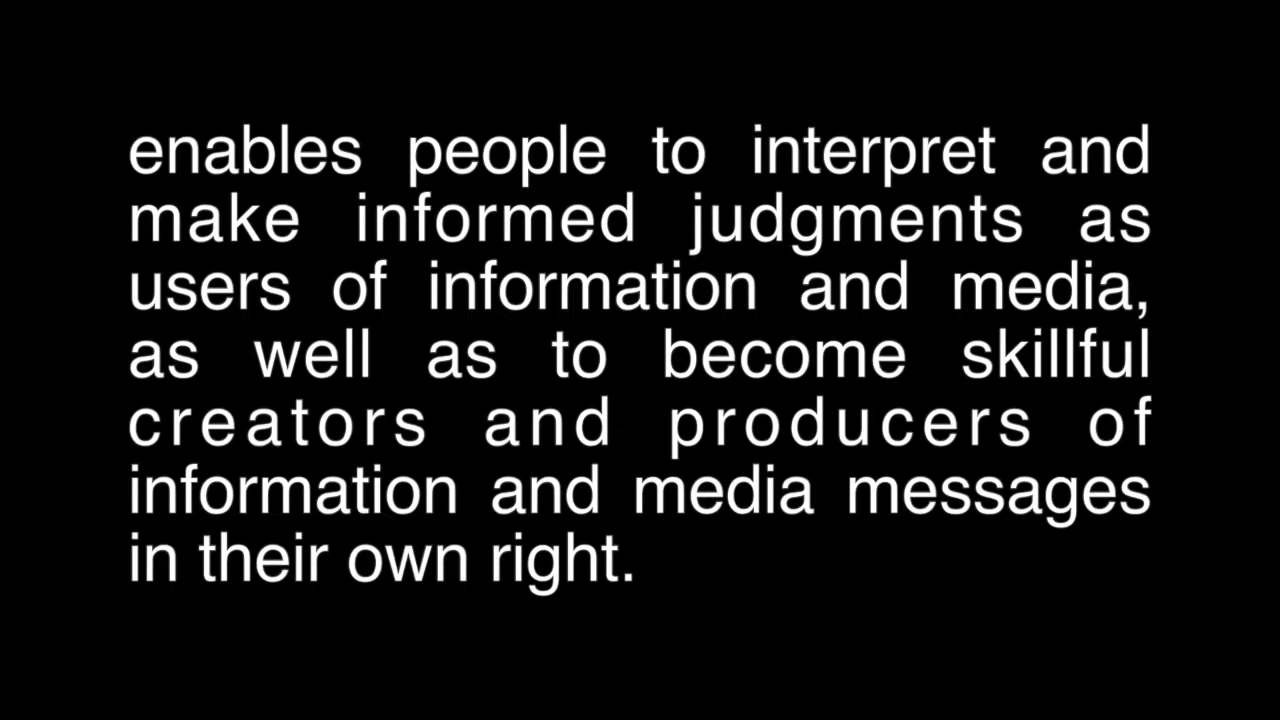 enables people to interpret and
make informed judgments as
users of information and media,
as well as to become skillful
creators and producers of
information and media messages
in their own right.